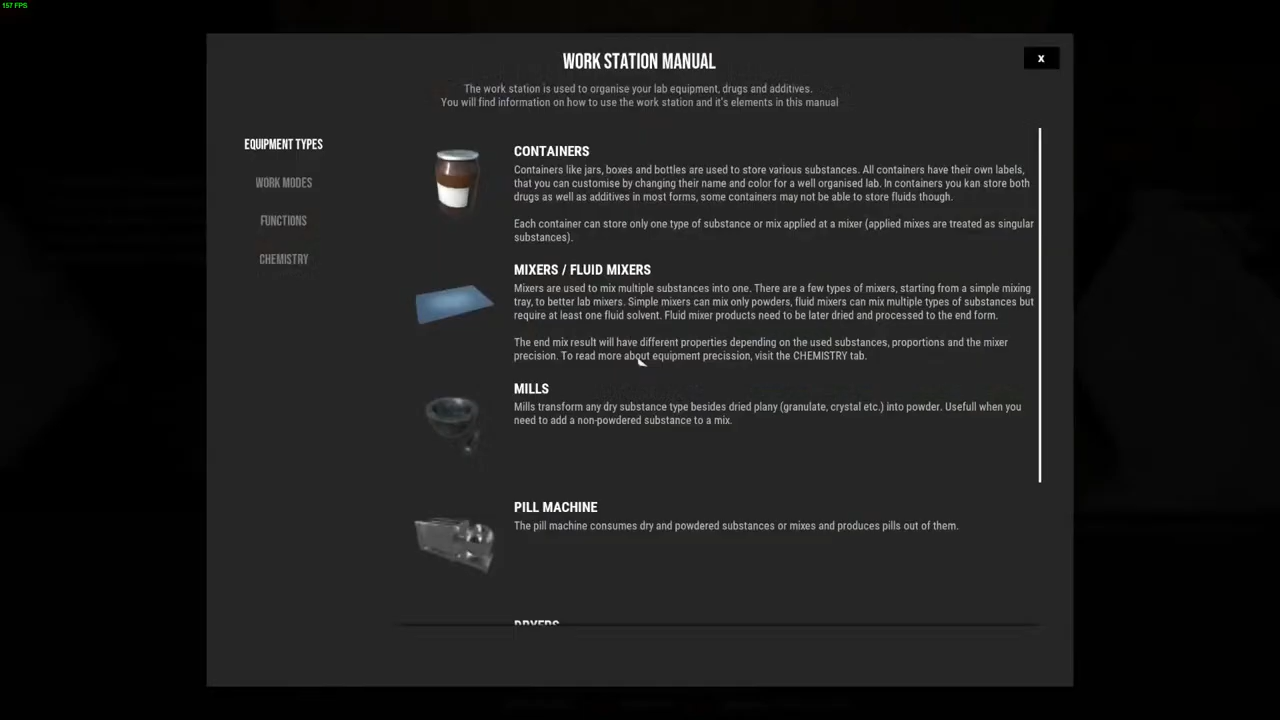 157 FPS
WORK STATION MANUAL
X
The work station is used to organise your lab equipment, drugs and additives.
You will find information on how to use the work station and it's elements in this manual
EQUIPMENT TYPES
WORK MODES
FUNCTIONS
CHEMISTRY
CONTAINERS
Containers like jars, boxes and bottles are used to store various substances. All containers have their own labels,
that you can customise by changing their name and color for a well organised lab. In containers you kan store both
drugs as well as additives in most forms, some containers may not be able to store fluids though.
Each container can store only one type of substance or mix applied at a mixer (applied mixes are treated as singular
substances).
MIXERS / FLUID MIXERS
Mixers are used to mix multiple substances into one. There are a few types of mixers, starting from a simple mixing
tray, to better lab mixers. Simple mixers can mix only powders, fluid mixers can mix multiple types of substances but
require at least one fluid solvent. Fluid mixer products need to be later dried and processed to the end form.
The end mix result will have different properties depending on the used substances, proportions and the mixer
precision. To read more about equipment precission, visit the CHEMISTRY tab.
MILLS
Mills transform any dry substance type besides dried plany (granulate, crystal etc.) into powder. Usefull when you
need to add a non-powdered substance to a mix.
PILL MACHINE
The pill machine consumes dry and powdered substances or mixes and produces pills out of them.
DRYERS